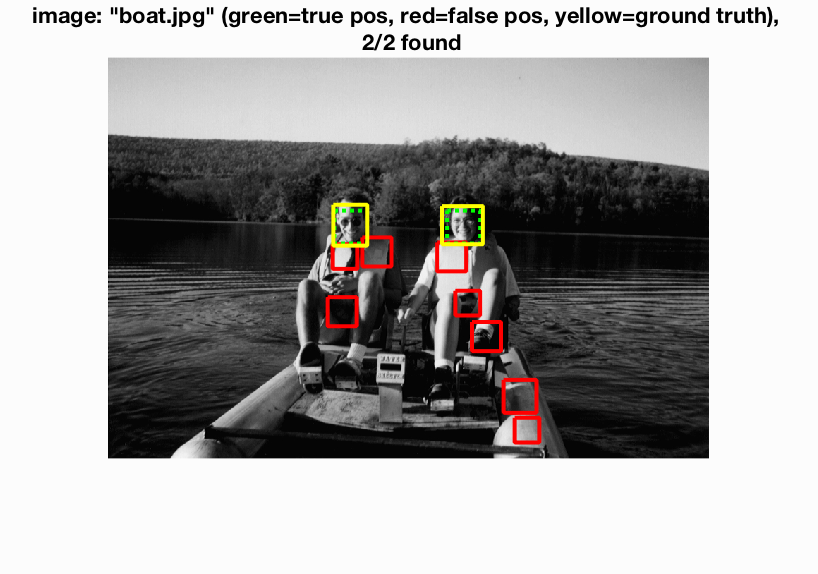 image: "boat.jpg" (green=true pos, red=false pos, yellow=ground truth),
2/2 found